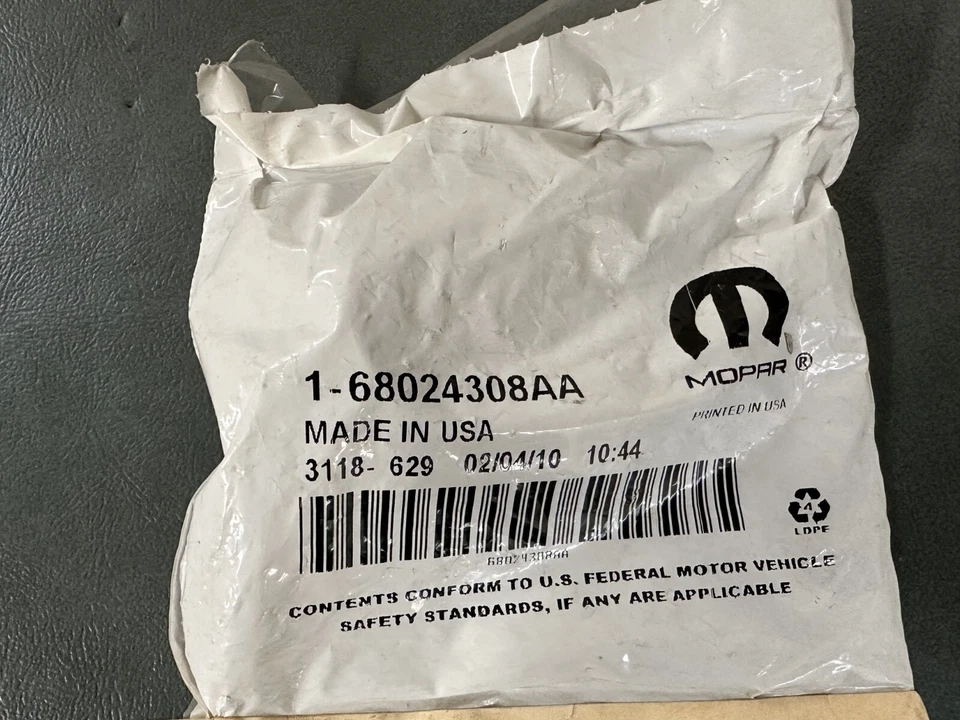 MOPAR ®
PRINTED IN USA
1-68024308AA
MADE IN USA
3118- 629 02/04/10 10:44
68024308AA
4
LDPE
CONTENTS CONFORM TO U.S. FEDERAL MOTOR VEHICLE
SAFETY STANDARDS, IF ANY ARE APPLICABLE